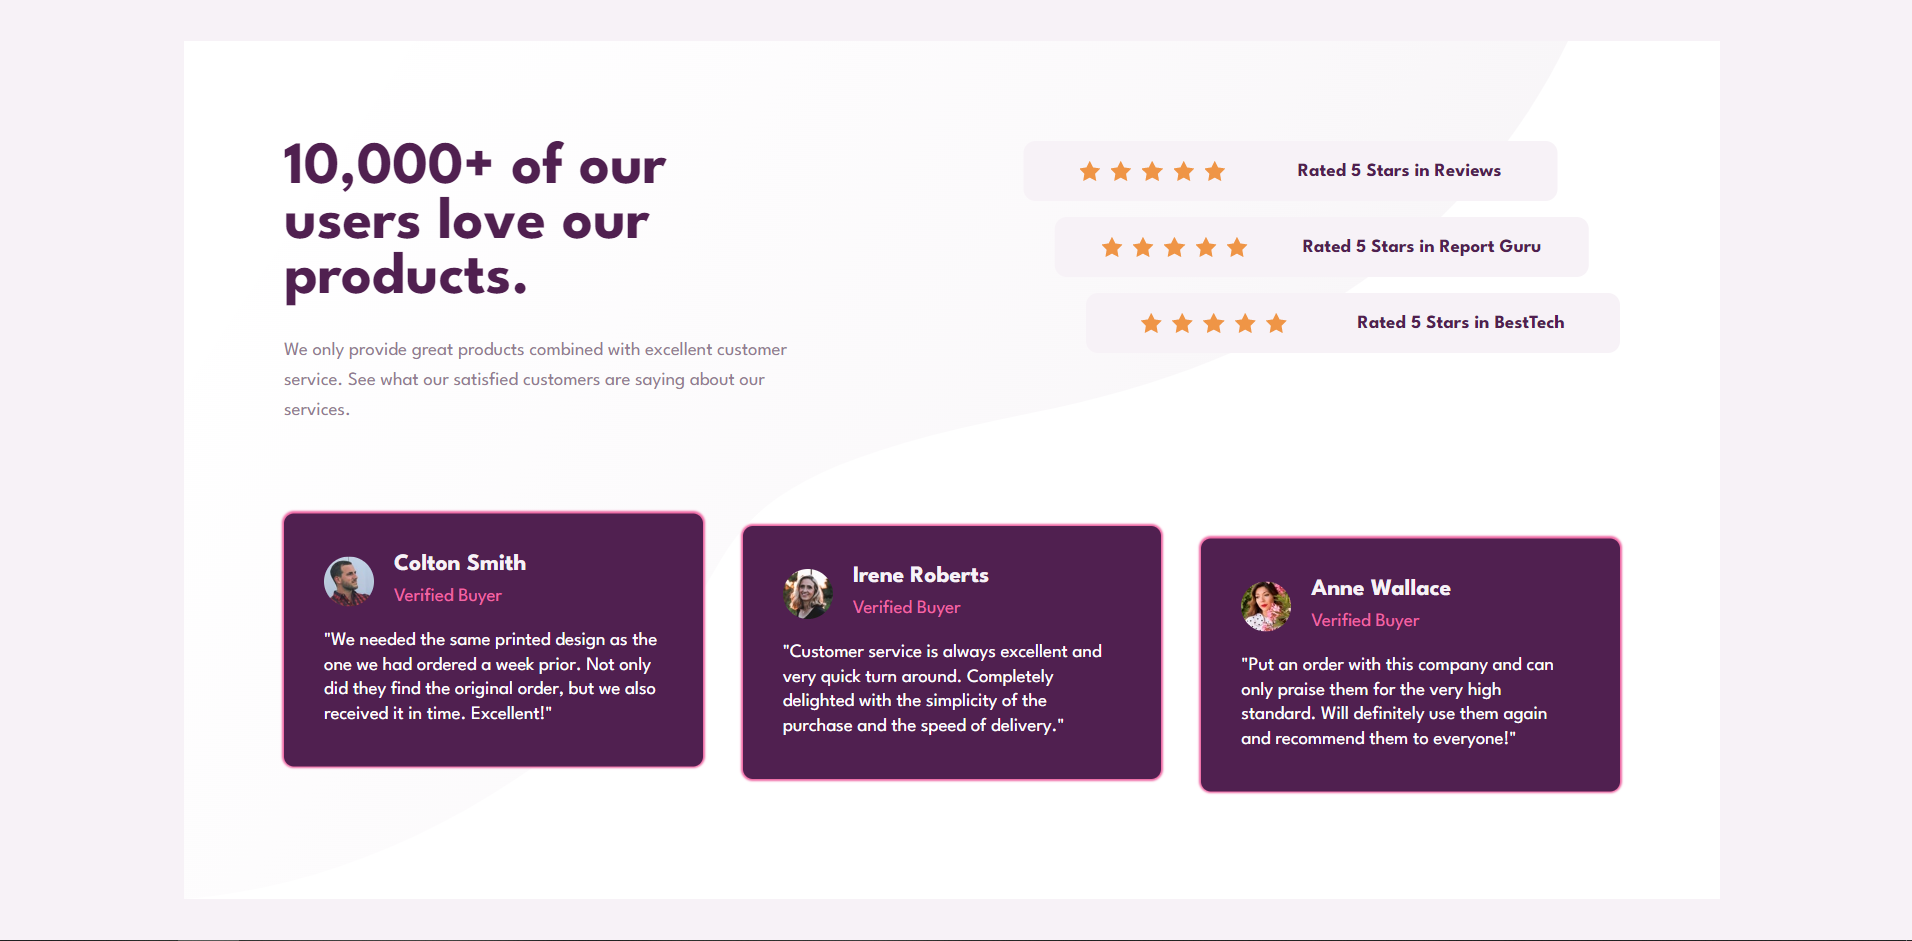 10,000+ of our
users love our
products.
We only provide great products combined with excellent customer
service. See what our satisfied customers are saying about our
services.
Rated 5 Stars in Reviews
Rated 5 Stars in Report Guru
Rated 5 Stars in BestTech
Colton Smith
Verified Buyer
"We needed the same printed design as the
one we had ordered a week prior. Not only
did they find the original order, but we also
received it in time. Excellent!"
Irene Roberts
Verified Buyer
"Customer service is always excellent and
very quick turn around. Completely
delighted with the simplicity of the
purchase and the speed of delivery."
Anne Wallace
Verified Buyer
"Put an order with this company and can
only praise them for the very high
standard. Will definitely use them again
and recommend them to everyone!"